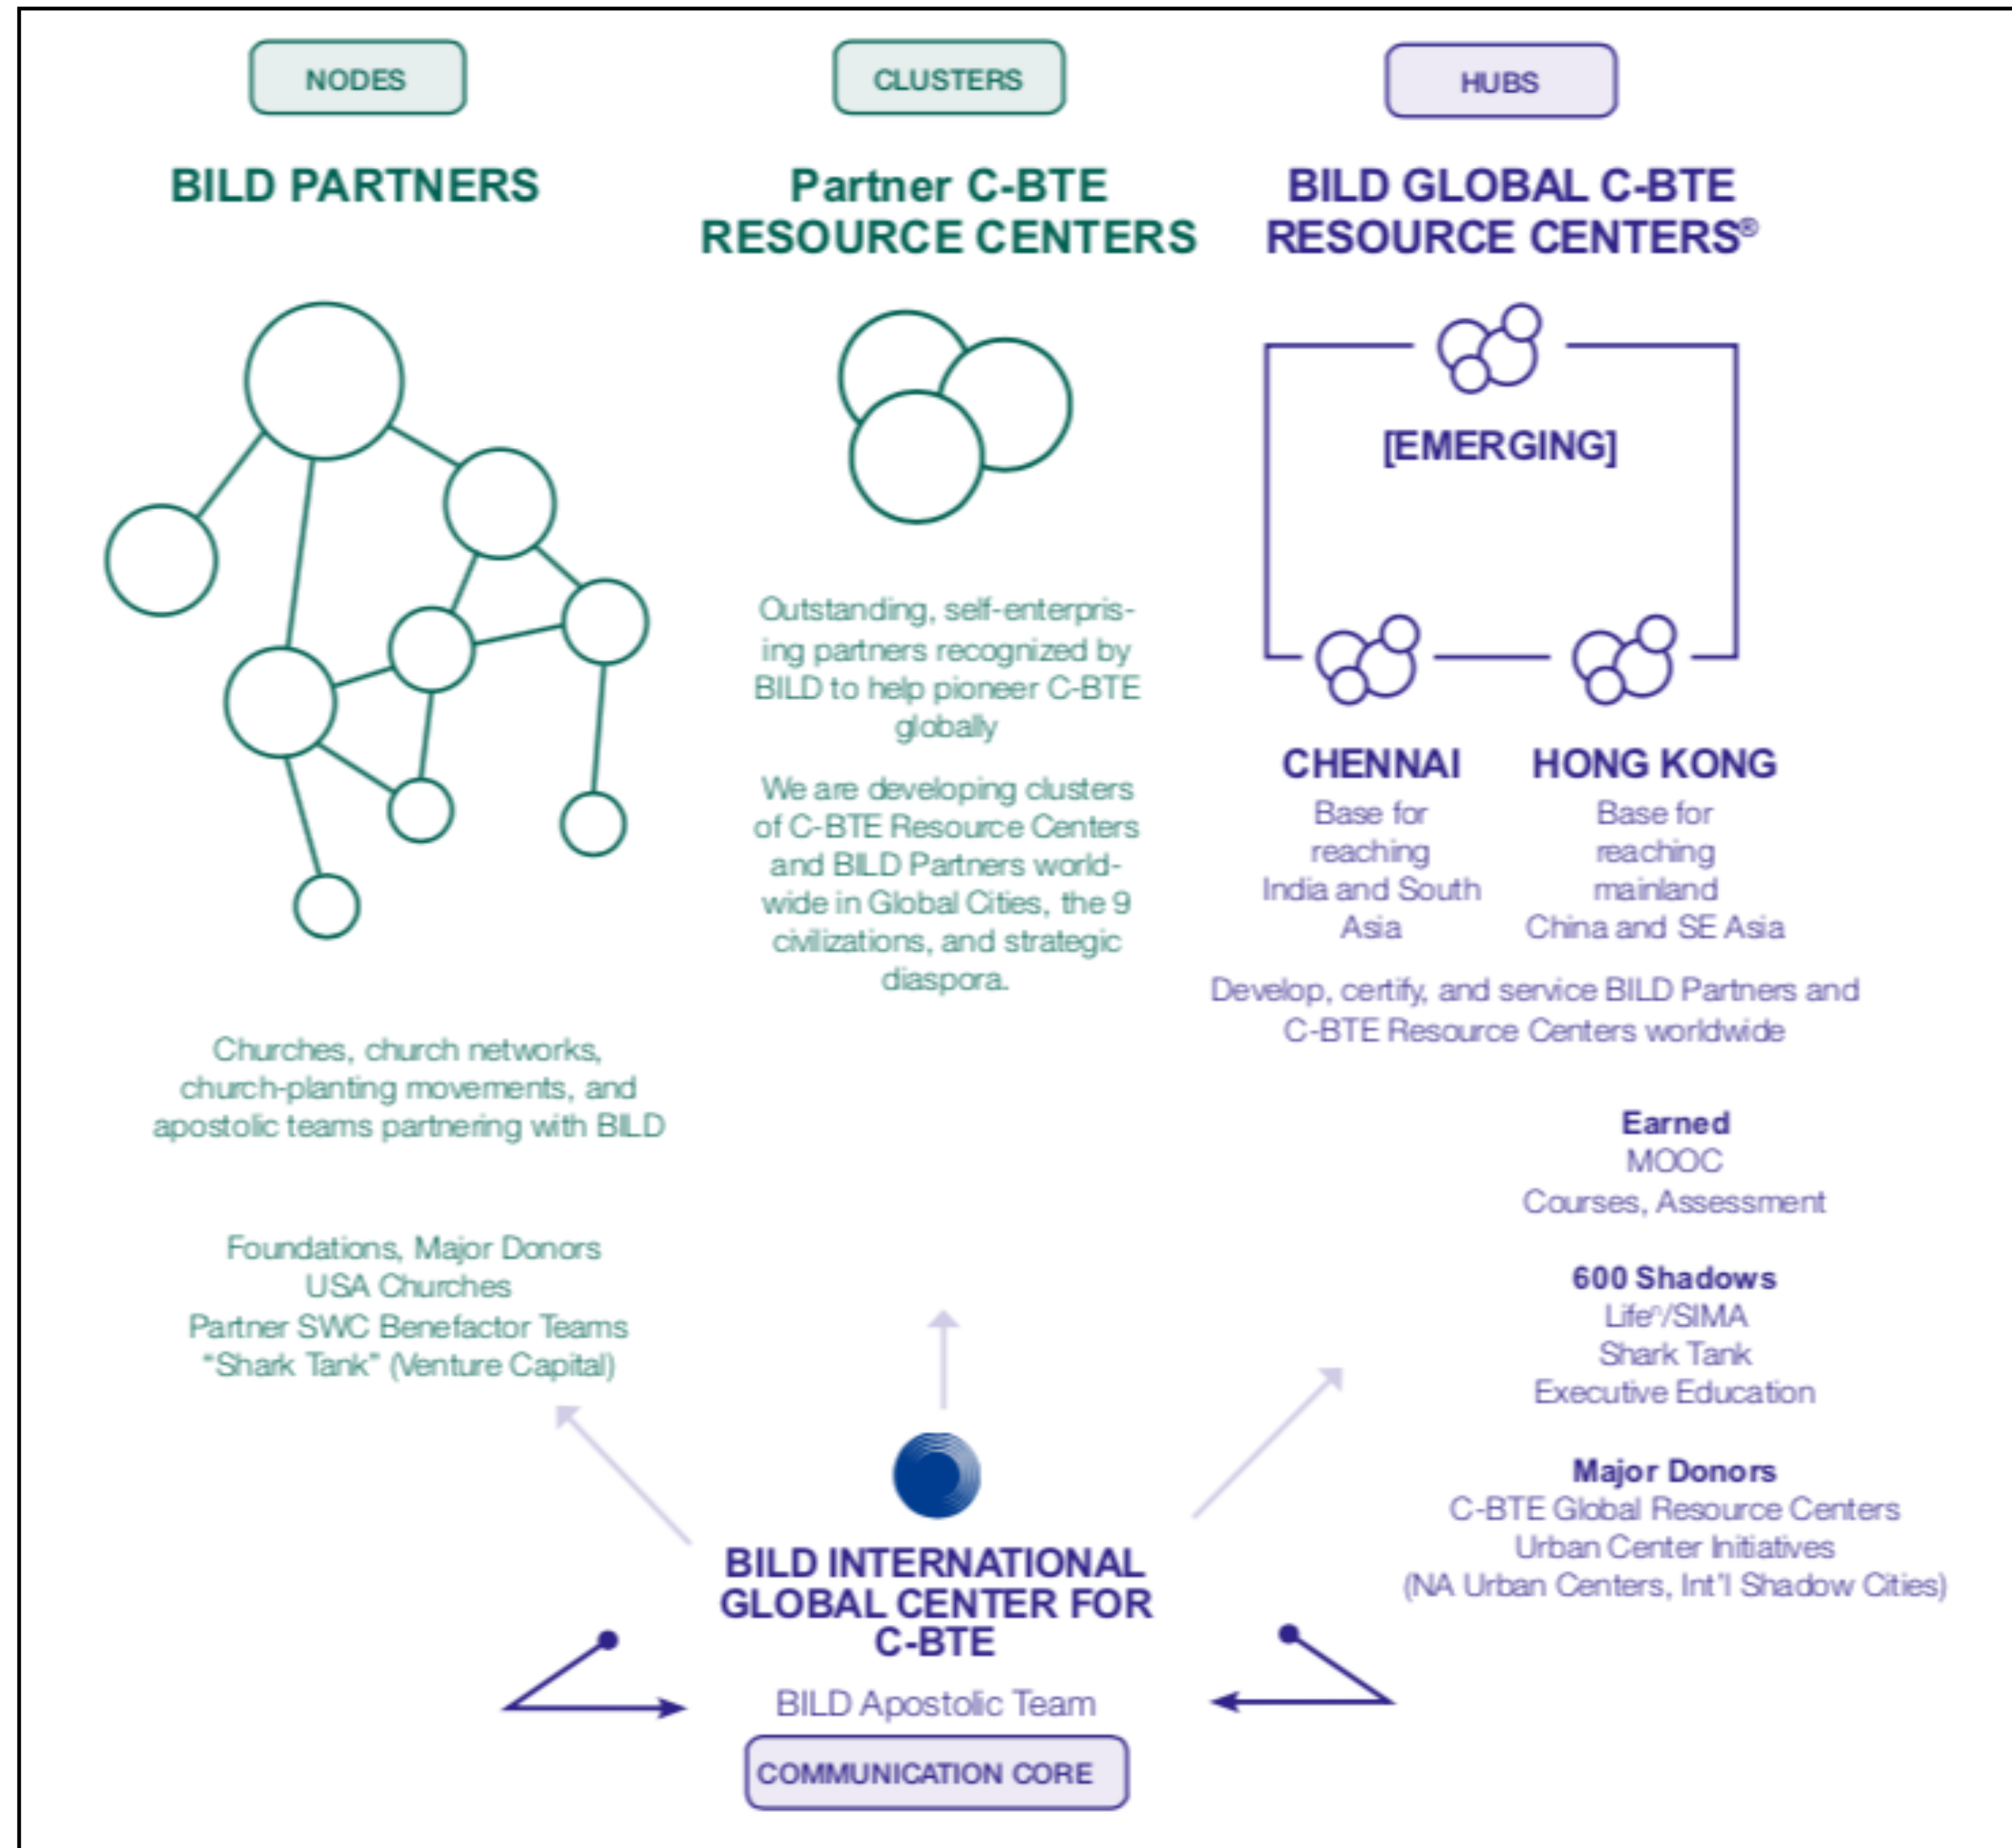 NODES
BILD PARTNERS
Churches, church networks,
church-planting movements, and
apostolic teams partnering with BILD
Foundations, Major Donors
USA Churches
Partner SWC Benefactor Teams
“Shark Tank” (Venture Capital)
CLUSTERS
Partner C-BTE
RESOURCE CENTERS
Outstanding, self-enterpris-
ing partners recognized by
BILD to help pioneer C-BTE
globally
We are developing clusters
of C-BTE Resource Centers
and BILD Partners world-
wide in Global Cities, the 9
civilizations, and strategic
diaspora.
HUBS
BILD GLOBAL C-BTE
RESOURCE CENTERS®
[EMERGING]
CHENNAI
Base for
reaching
India and South
Asia
HONG KONG
Base for
reaching
mainland
China and SE Asia
Develop, certify, and service BILD Partners and
C-BTE Resource Centers worldwide
Earned
MOOC
Courses, Assessment
600 Shadows
Lifeⁿ/SIMA
Shark Tank
Executive Education
Major Donors
C-BTE Global Resource Centers
Urban Center Initiatives
(NA Urban Centers, Int’l Shadow Cities)
BILD INTERNATIONAL
GLOBAL CENTER FOR
C-BTE
BILD Apostolic Team
COMMUNICATION CORE